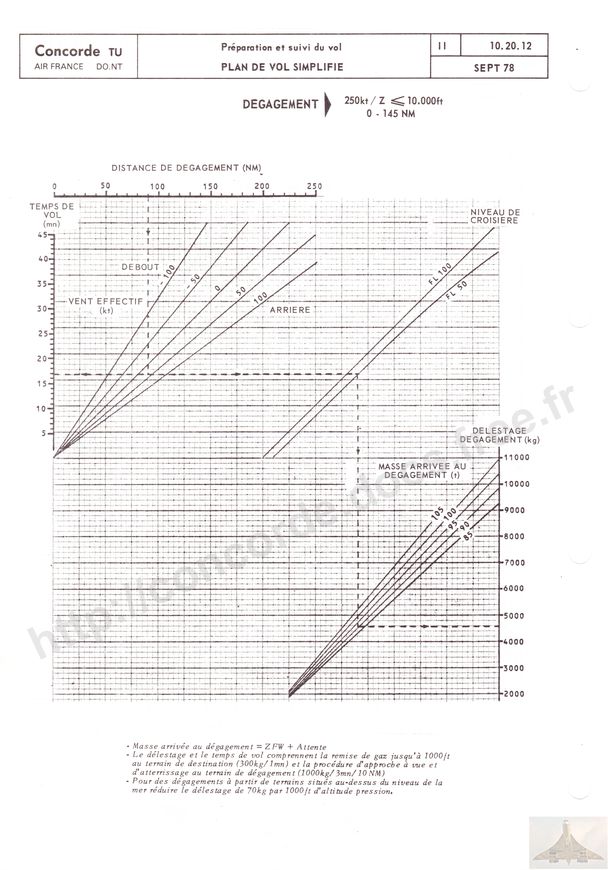 Concorde TU
AIR FRANCE DO.NT
Préparation et suivi du vol
PLAN DE VOL SIMPLIFIE
II
10.20.12
SEPT 78
DEGAGEMENT
250kt / Z ⩽ 10.000ft
0 - 145 NM
DISTANCE DE DEGAGEMENT (NM)
0 50 100 150 200 250
TEMPS DE
VOL
(mn)
45
40
35
30
25
20
15
10
5
DEBOUT
VENT EFFECTIF
(kt)
- 100
- 50
0
50
100
ARRIERE
NIVEAU DE
CROISIERE
FL 100
FL 50
DELESTAGE
DEGAGEMENT (kg)
MASSE ARRIVEE AU
DEGAGEMENT (t)
105
100
95
90
85
11000
10000
9000
8000
7000
6000
5000
4000
3000
2000
http://concorde.docs.free.fr
- Masse arrivée au dégagement = ZFW + Attente
- Le délestage et le temps de vol comprennent la remise de gaz jusqu'à 1000ft
au terrain de destination (300kg/1mn) et la procédure d'approche à vue et
d'atterrissage au terrain de dégagement (1000kg/3mn/10 NM)
- Pour des dégagements à partir de terrains situés au-dessus du niveau de la
mer réduire le délestage de 70kg par 1000ft d'altitude pression.